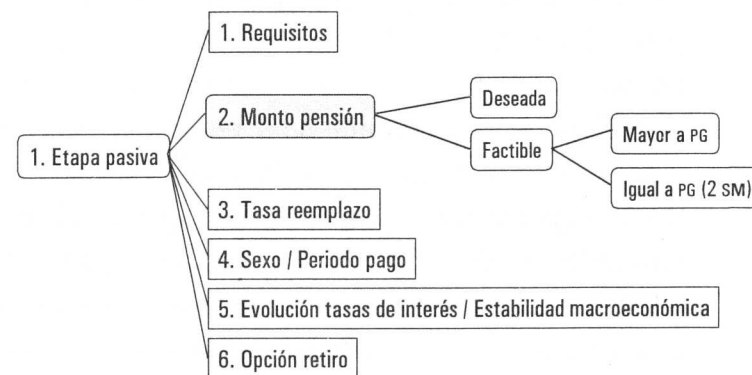 1. Requisitos
2. Monto pensión
Deseada
Factible
Mayor a PG
Igual a PG (2 SM)
1. Etapa pasiva
3. Tasa reemplazo
4. Sexo / Periodo pago
5. Evolución tasas de interés / Estabilidad macroeconómica
6. Opción retiro